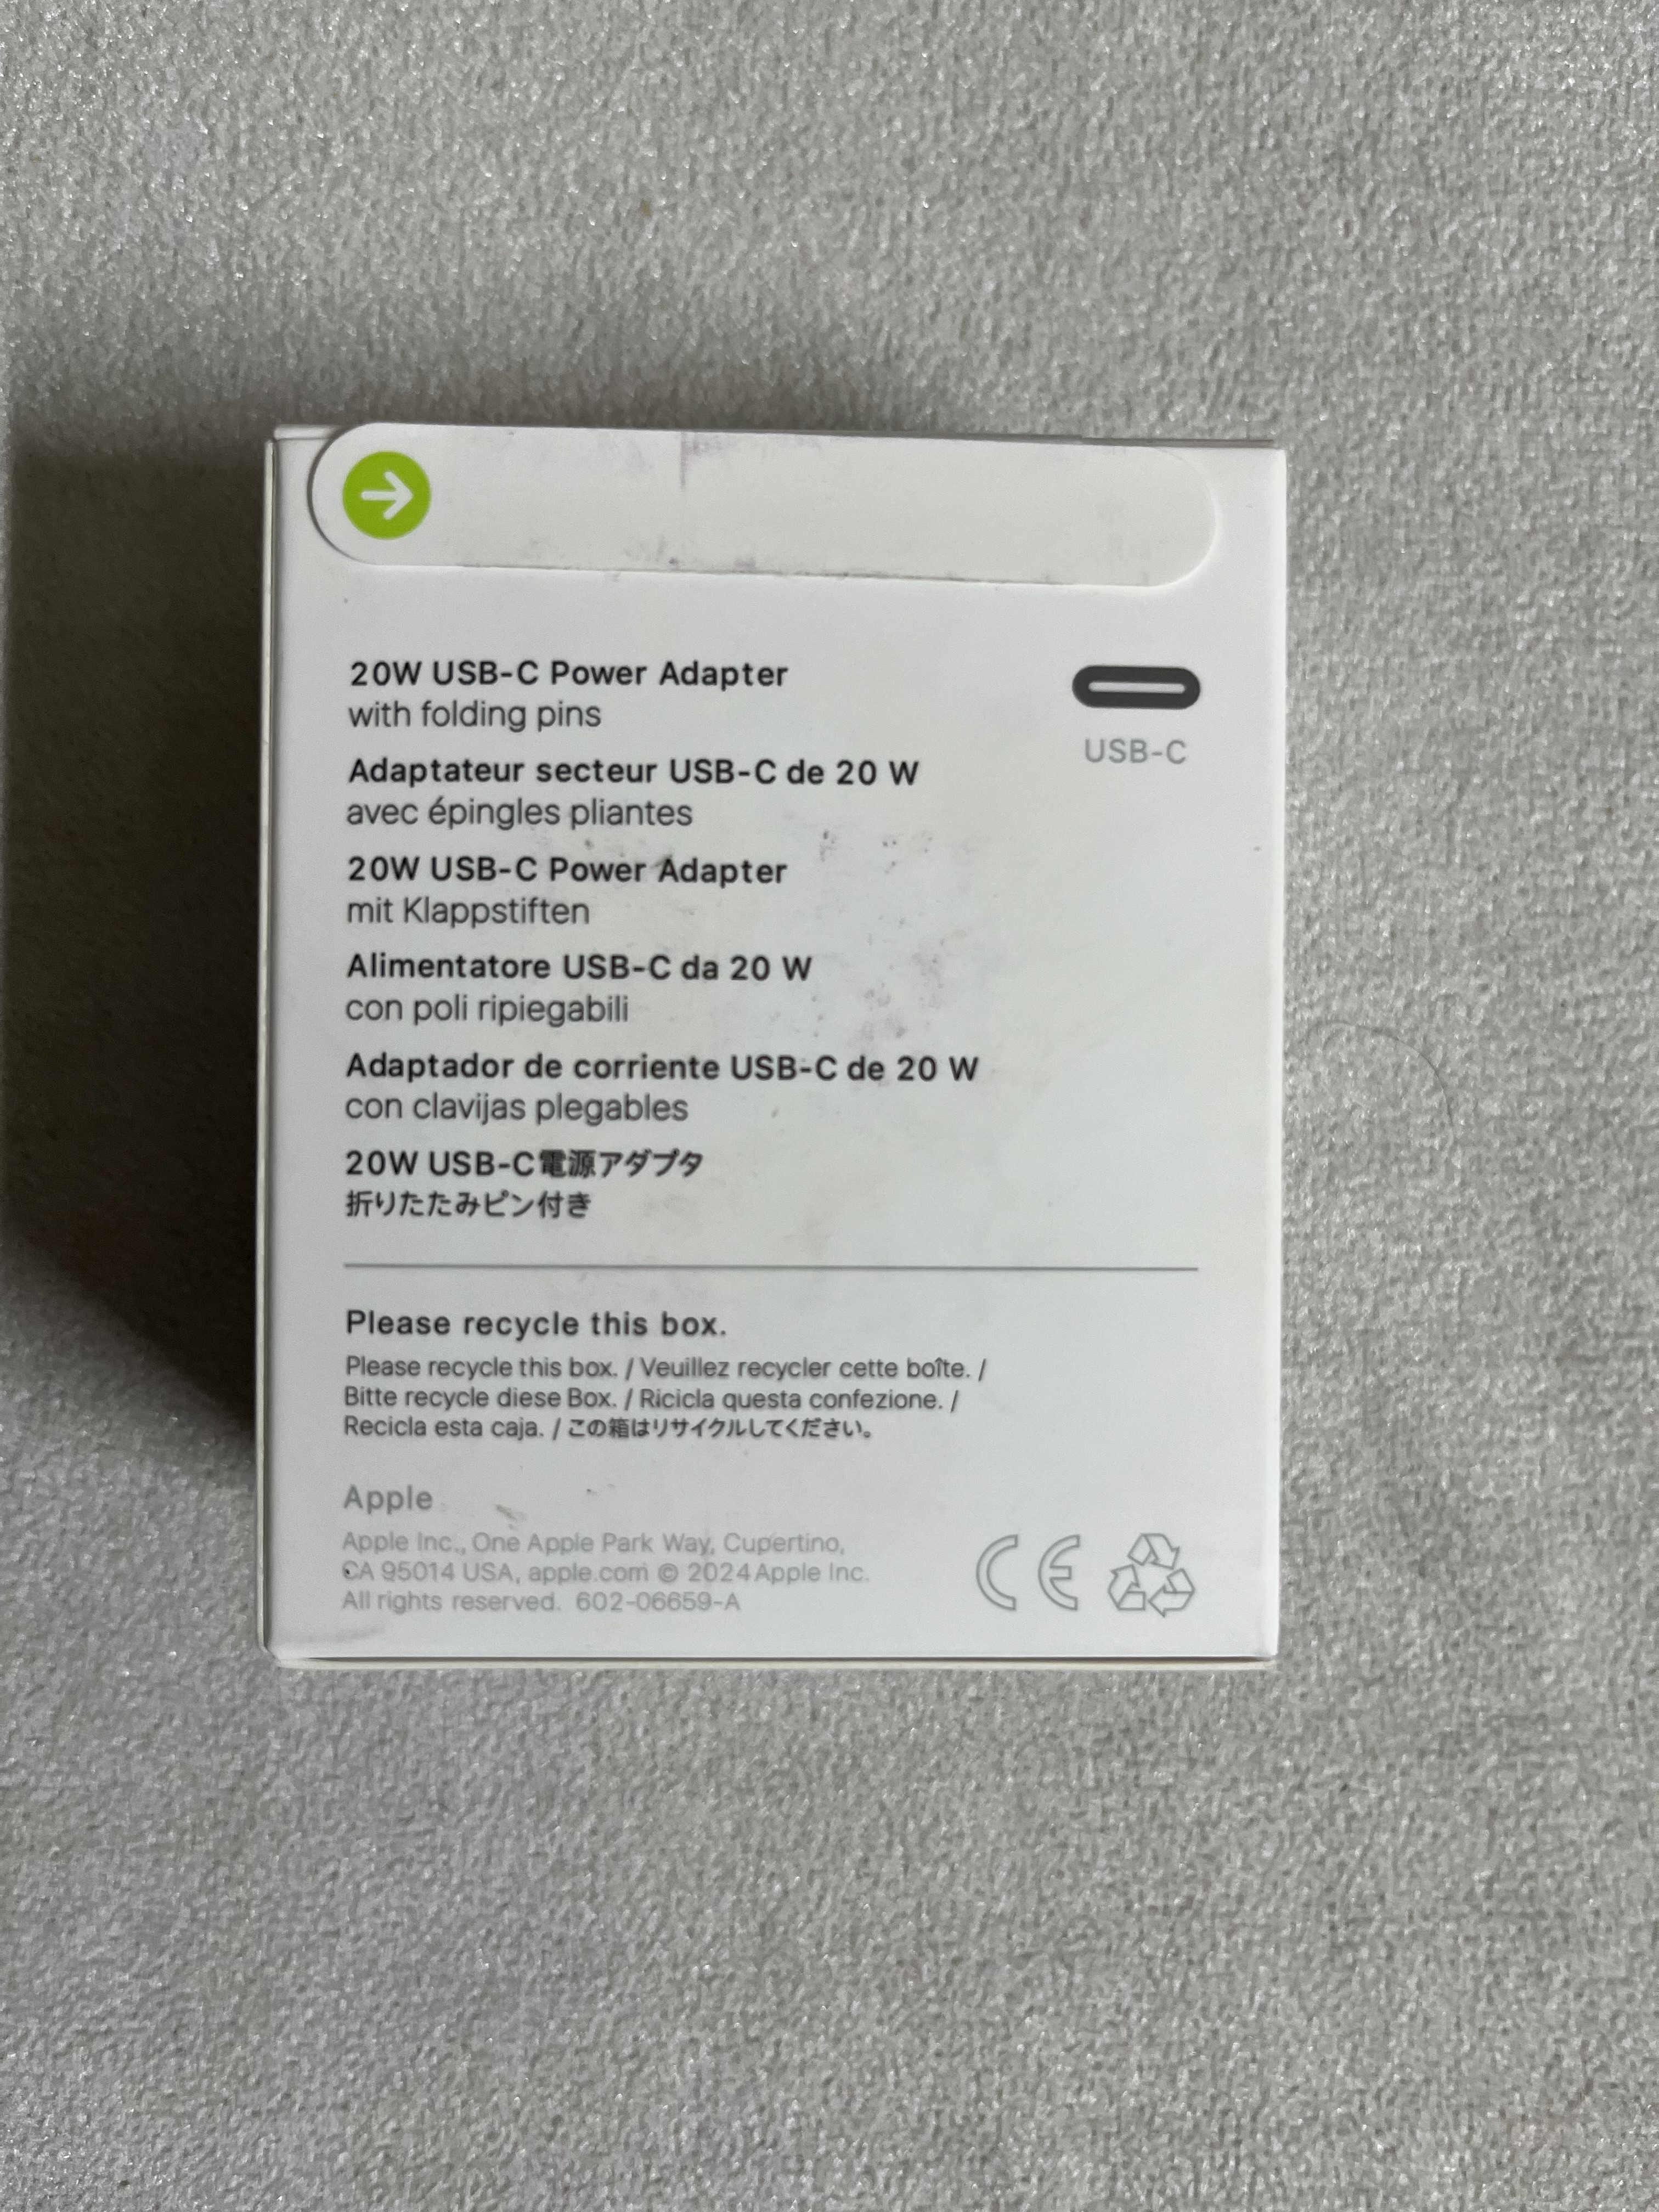 20W USB-C Power Adapter
with folding pins
USB-C
Adaptateur secteur USB-C de 20 W
avec épingles pliantes
20W USB-C Power Adapter
mit Klappstiften
Alimentatore USB-C da 20 W
con poli ripiegabili
Adaptador de corriente USB-C de 20 W
con clavijas plegables
20W USB-C電源アダプタ
折りたたみピン付き
Please recycle this box.
Please recycle this box. / Veuillez recycler cette boîte. /
Bitte recycle diese Box. / Ricicla questa confezione. /
Recicla esta caja. / この箱はリサイクルしてください。
Apple
Apple Inc., One Apple Park Way, Cupertino,
CA 95014 USA, apple.com © 2024 Apple Inc.
All rights reserved. 602-06659-A
CE